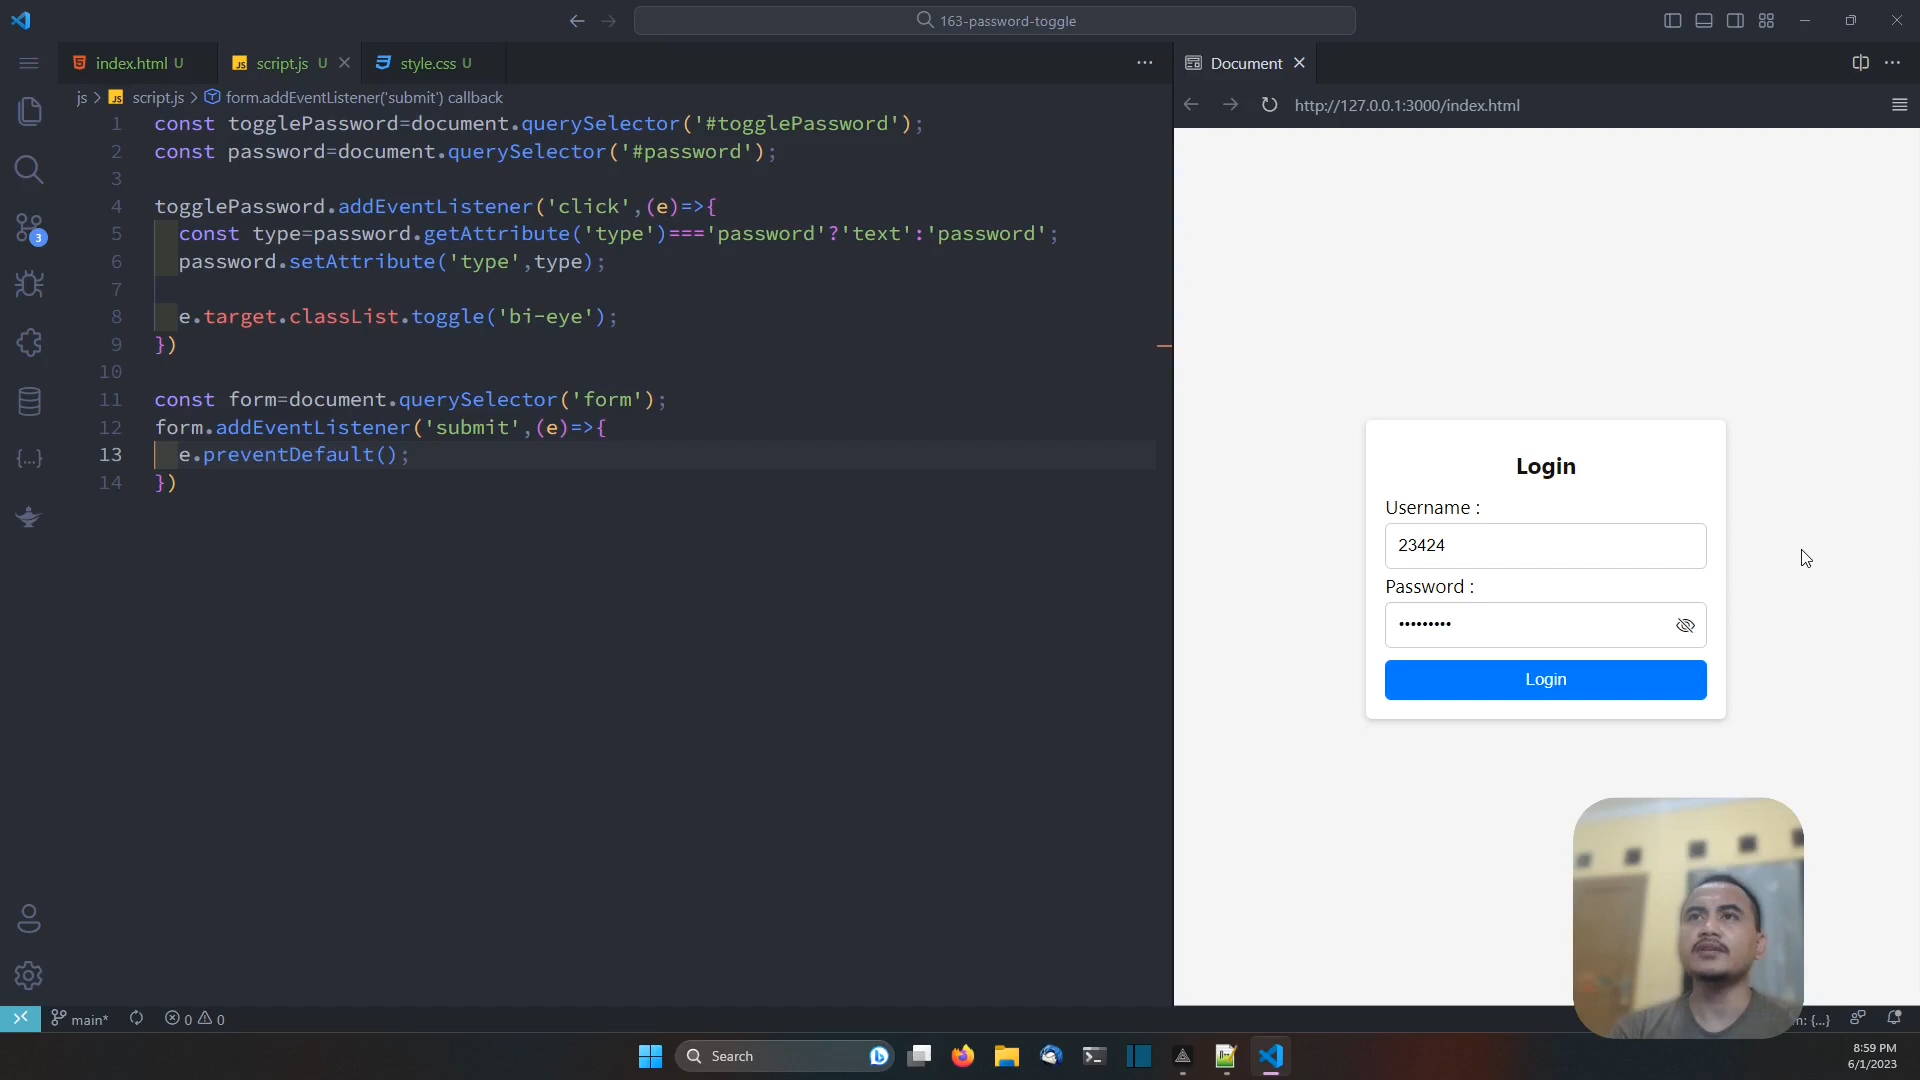 163-password-toggle
index.html U
script.js U
style.css U
Document
js > JS script.js > form.addEventListener('submit') callback
http://127.0.0.1:3000/index.html
1 const togglePassword=document.querySelector('#togglePassword');
2 const password=document.querySelector('#password');
3
4 togglePassword.addEventListener('click',(e)=>{
5 const type=password.getAttribute('type')==='password'?'text':'password';
6 password.setAttribute('type',type);
7
8 e.target.classList.toggle('bi-eye');
9 })
10
11 const form=document.querySelector('form');
12 form.addEventListener('submit',(e)=>{
13 e.preventDefault();
14 })
3
{...}
Login
Username :
23424
Password :
•••••••••
Login
main*
0 0
: {...}
Search
8:59 PM
6/1/2023